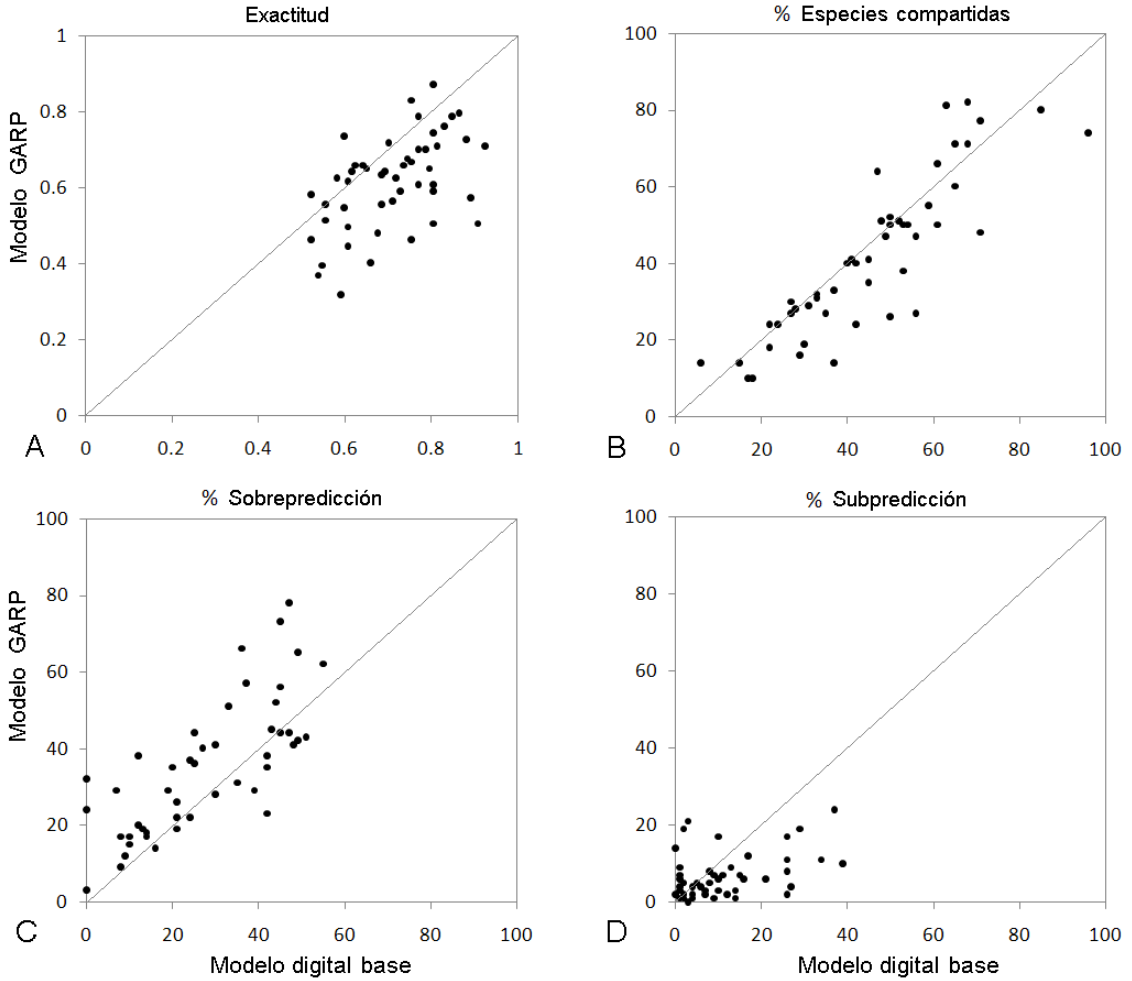 Exactitud
1
0.8
0.6
0.4
0.2
0
0 0.2 0.4 0.6 0.8 1
Modelo GARP
A
% Especies compartidas
100
80
60
40
20
0
0 20 40 60 80 100
B
% Sobrepredicción
100
80
60
40
20
0
0 20 40 60 80 100
Modelo GARP
Modelo digital base
C
% Subpredicción
100
80
60
40
20
0
0 20 40 60 80 100
Modelo digital base
D